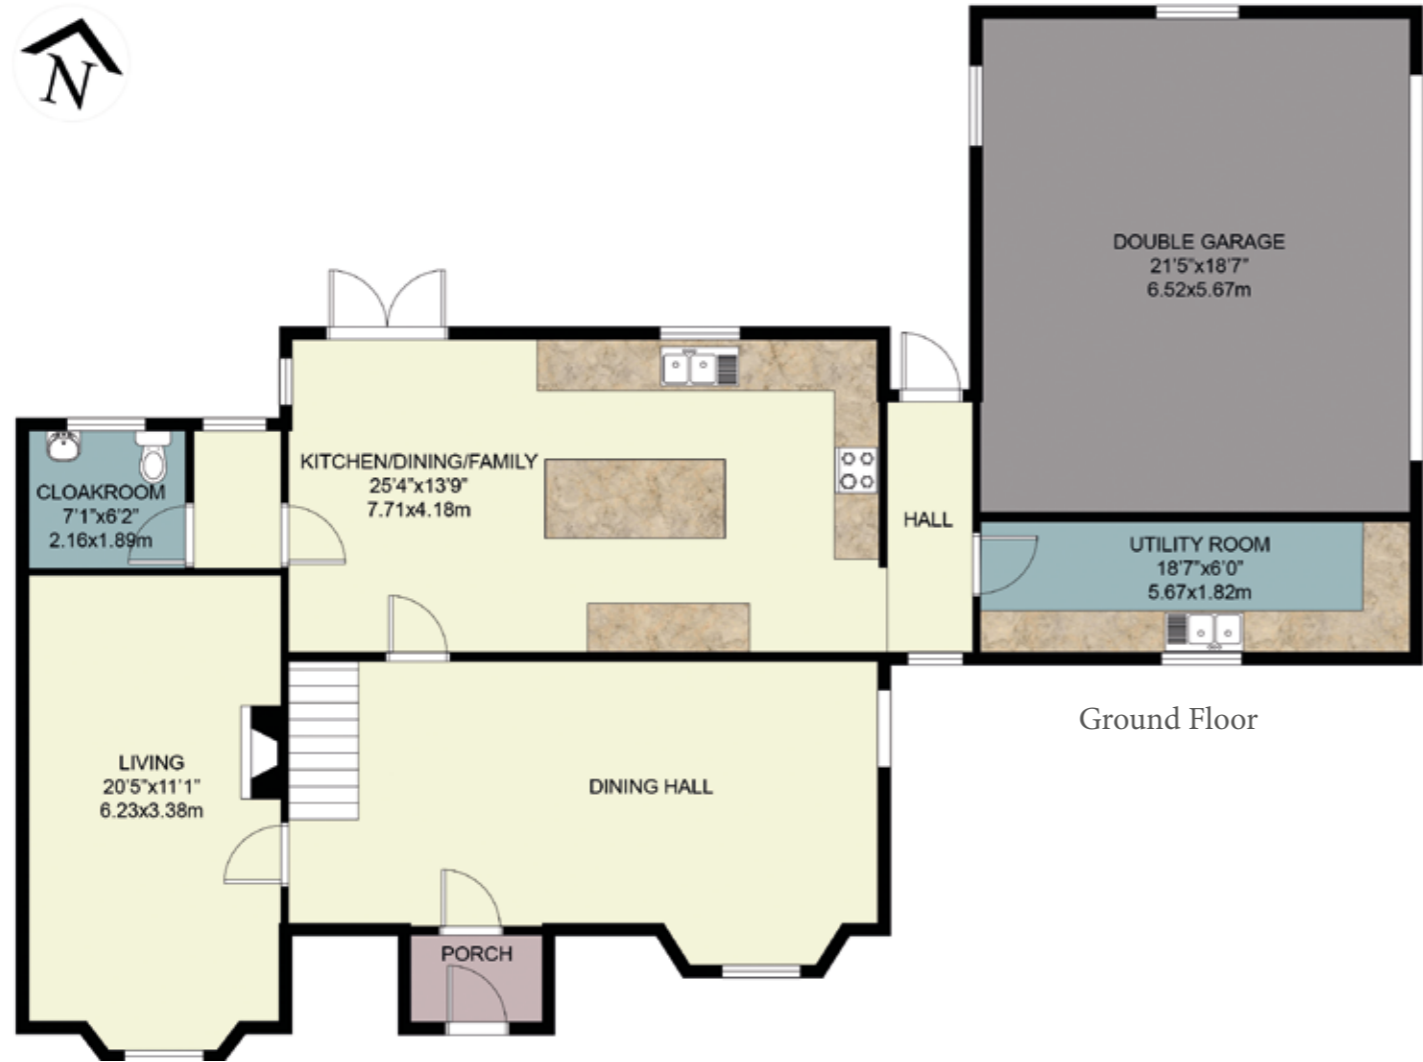 N
DOUBLE GARAGE
21'5"x18'7"
6.52x5.67m
KITCHEN/DINING/FAMILY
25'4"x13'9"
7.71x4.18m
CLOAKROOM
7'1"x6'2"
2.16x1.89m
HALL
UTILITY ROOM
18'7"x6'0"
5.67x1.82m
Ground Floor
LIVING
20'5"x11'1"
6.23x3.38m
DINING HALL
PORCH